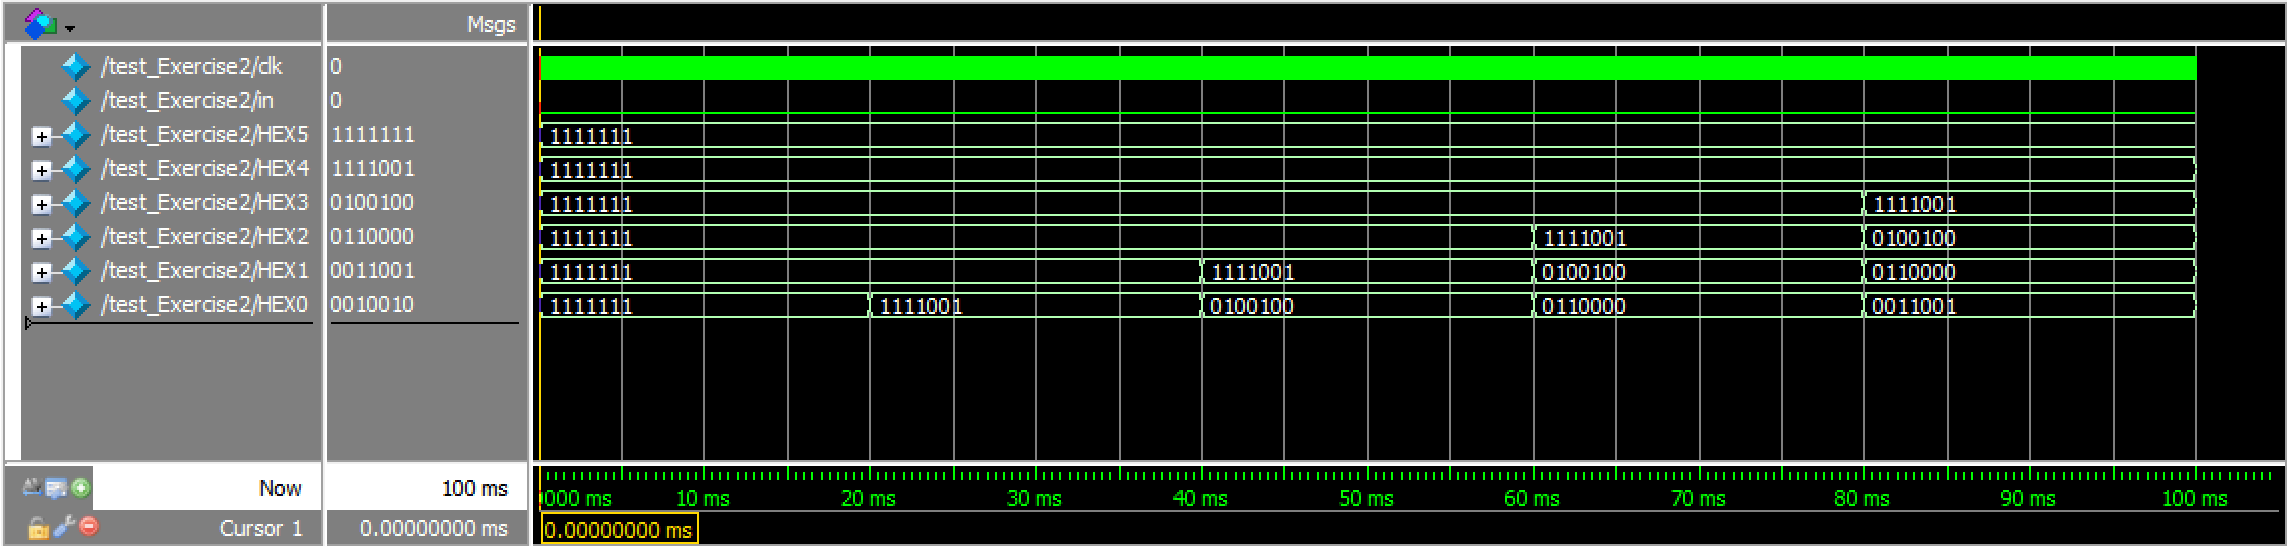 Msgs
/test_Exercise2/clk 0
/test_Exercise2/in 0
/test_Exercise2/HEX5 1111111 1111111
/test_Exercise2/HEX4 1111001 1111111
/test_Exercise2/HEX3 0100100 1111111 1111001
/test_Exercise2/HEX2 0110000 1111111 1111001 0100100
/test_Exercise2/HEX1 0011001 1111111 1111001 0100100 0110000
/test_Exercise2/HEX0 0010010 1111111 1111001 0100100 0110000 0011001
Now 100 ms 000 ms 10 ms 20 ms 30 ms 40 ms 50 ms 60 ms 70 ms 80 ms 90 ms 100 ms
Cursor 1 0.00000000 ms 0.00000000 ms